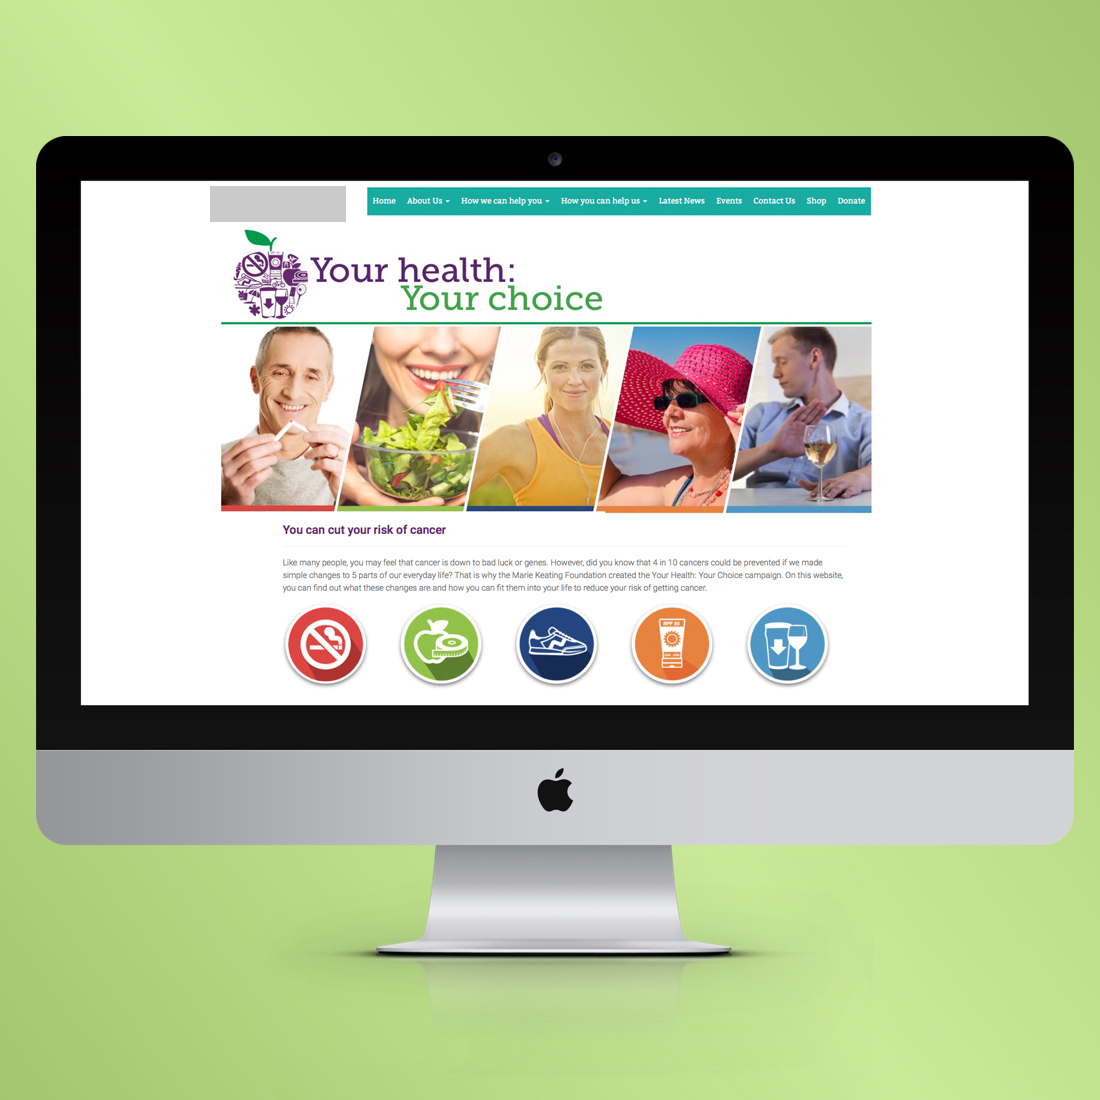 Home About Us How we can help you How you can help us Latest News Events Contact Us Shop Donate
Your health:
Your choice
You can cut your risk of cancer
Like many people, you may feel that cancer is down to bad luck or genes. However, did you know that 4 in 10 cancers could be prevented if we made
simple changes to 5 parts of our everyday life? That is why the Marie Keating Foundation created the Your Health: Your Choice campaign. On this website,
you can find out what these changes are and how you can fit them into your life to reduce your risk of getting cancer.
SPF 50